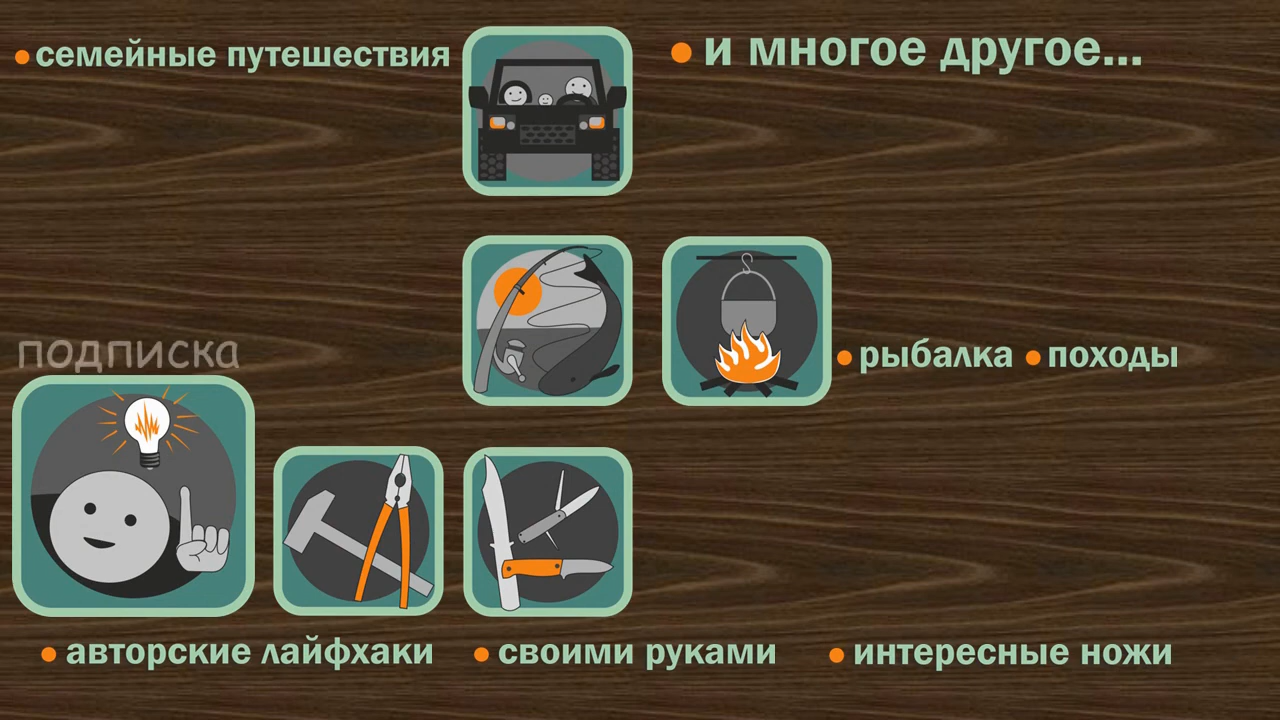 • семейные путешествия
• и многое другое...
подписка
• рыбалка • походы
• авторские лайфхаки • своими руками • интересные ножи